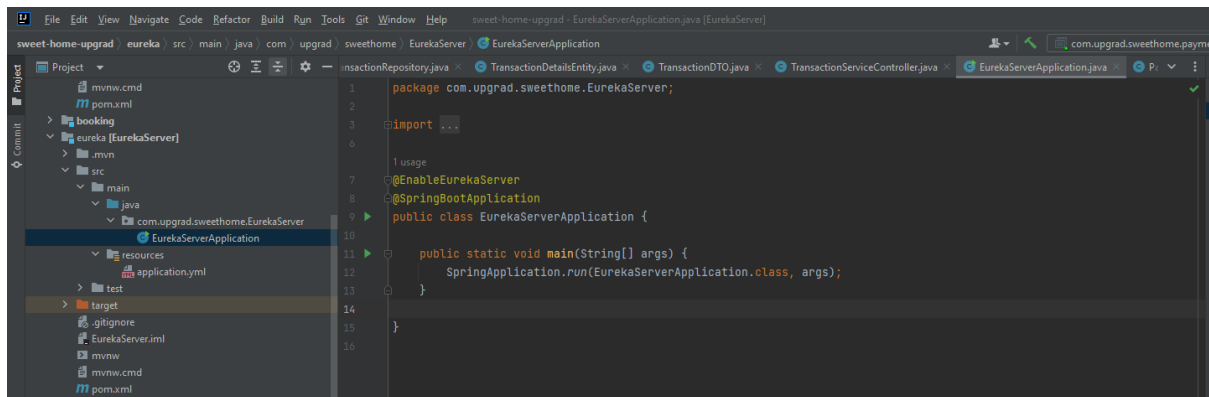 File Edit View Navigate Code Refactor Build Run Tools Git Window Help sweet-home-upgrad - EurekaServerApplication.java [EurekaServer]
sweet-home-upgrad eureka src main java com upgrad sweethome EurekaServer EurekaServerApplication com.upgrad.sweethome.payme
Project nsactionRepository.java TransactionDetailsEntity.java TransactionDTO.java TransactionServiceController.java EurekaServerApplication.java
Project
Commit
mvnw.cmd
pom.xml
booking
eureka [EurekaServer]
.mvn
src
main
java
com.upgrad.sweethome.EurekaServer
EurekaServerApplication
resources
application.yml
test
target
.gitignore
EurekaServer.iml
mvnw
mvnw.cmd
pom.xml
1 package com.upgrad.sweethome.EurekaServer;
2
3 import ...
6
1 usage
7 @EnableEurekaServer
8 @SpringBootApplication
9 public class EurekaServerApplication {
10
11 public static void main(String[] args) {
12 SpringApplication.run(EurekaServerApplication.class, args);
13 }
14
15 }
16